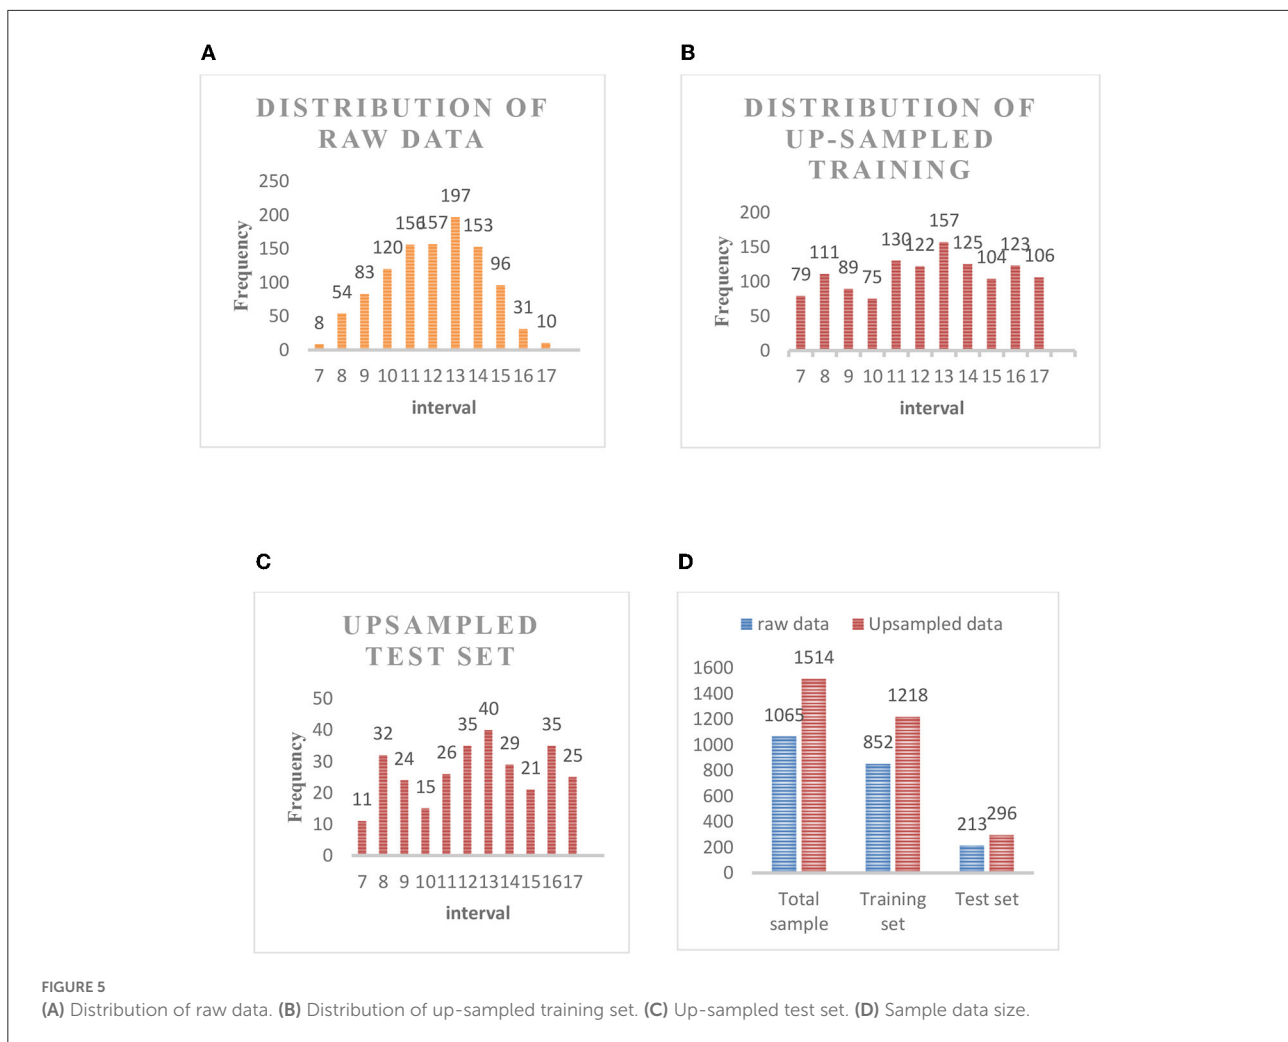 A
DISTRIBUTION OF
RAW DATA
Frequency
250
200
150
100
50
0
8
54
83
120
156
157
197
153
96
31
10
7 8 9 10 11 12 13 14 15 16 17
interval
B
DISTRIBUTION OF
UP-SAMPLED
TRAINING
Frequency
200
150
100
50
0
79
111
89
75
130
122
157
125
104
123
106
7 8 9 10 11 12 13 14 15 16 17
interval
C
UPSAMPLED
TEST SET
Frequency
50
40
30
20
10
0
11
32
24
15
26
35
40
29
21
35
25
7 8 9 10 11 12 13 14 15 16 17
interval
D
raw data Upsampled data
1600
1400
1200
1000
800
600
400
200
0
1065
1514
852
1218
213
296
Total
sample
Training
set
Test set
FIGURE 5
(A) Distribution of raw data. (B) Distribution of up-sampled training set. (C) Up-sampled test set. (D) Sample data size.